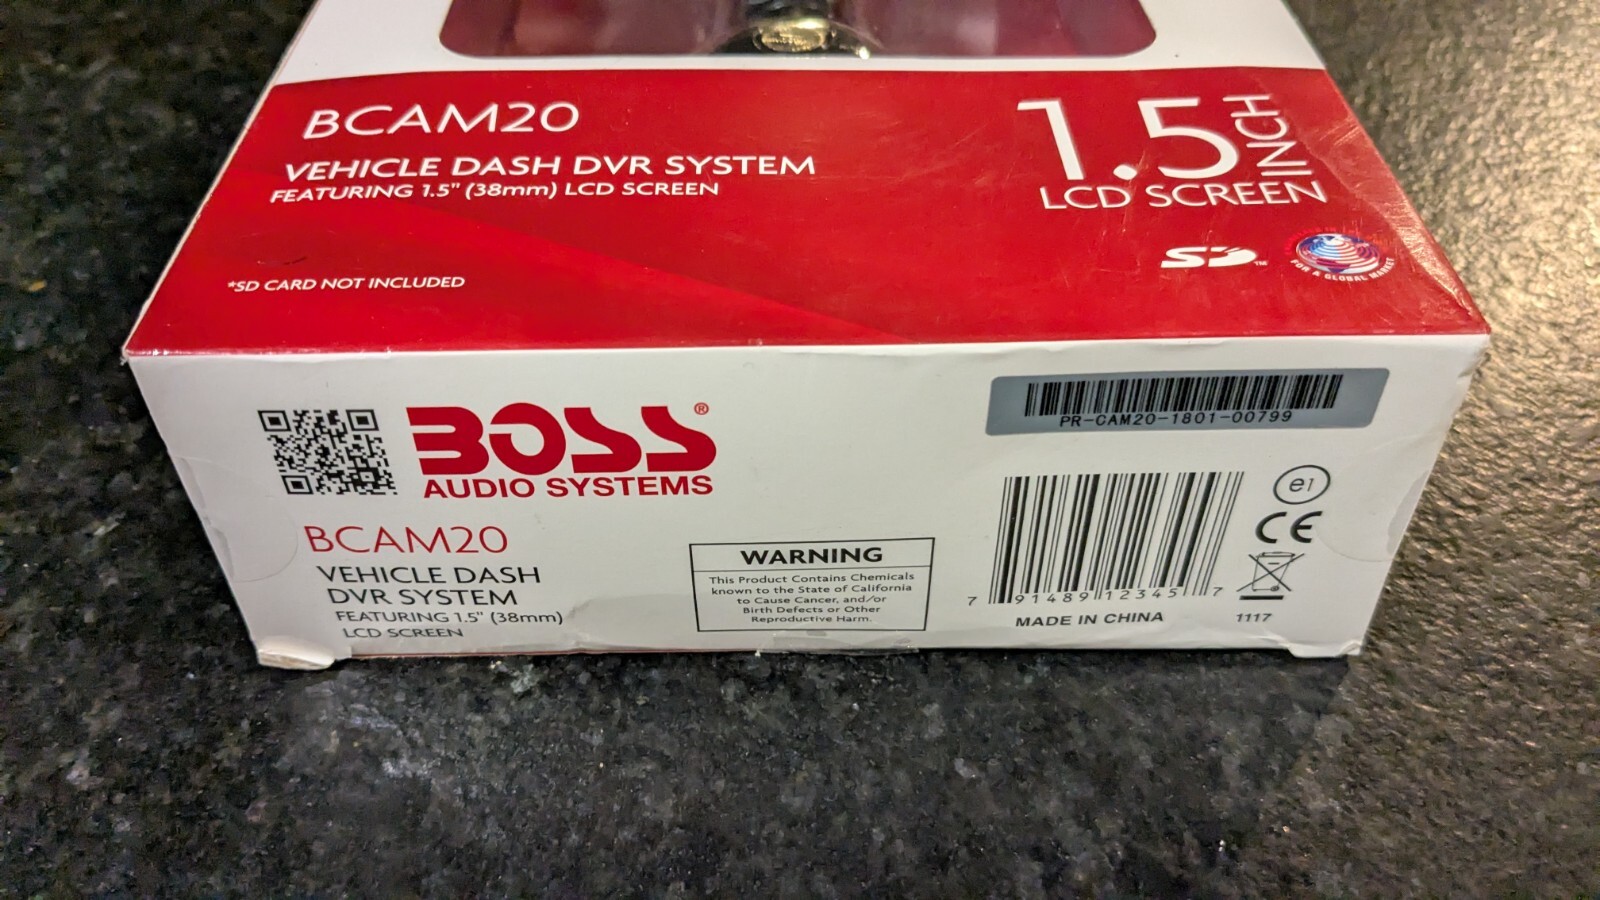 BCAM20
VEHICLE DASH DVR SYSTEM
FEATURING 1.5" (38mm) LCD SCREEN
*SD CARD NOT INCLUDED
1.5 INCH
LCD SCREEN
SD™
FOR A GLOBAL MARKET
BOSS®
AUDIO SYSTEMS
BCAM20
VEHICLE DASH
DVR SYSTEM
FEATURING 1.5" (38mm)
LCD SCREEN
WARNING
This Product Contains Chemicals
known to the State of California
to Cause Cancer, and/or
Birth Defects or Other
Reproductive Harm.
PR-CAM20-1801-00799
7 91489 12345 7
MADE IN CHINA
e1
CE
1117